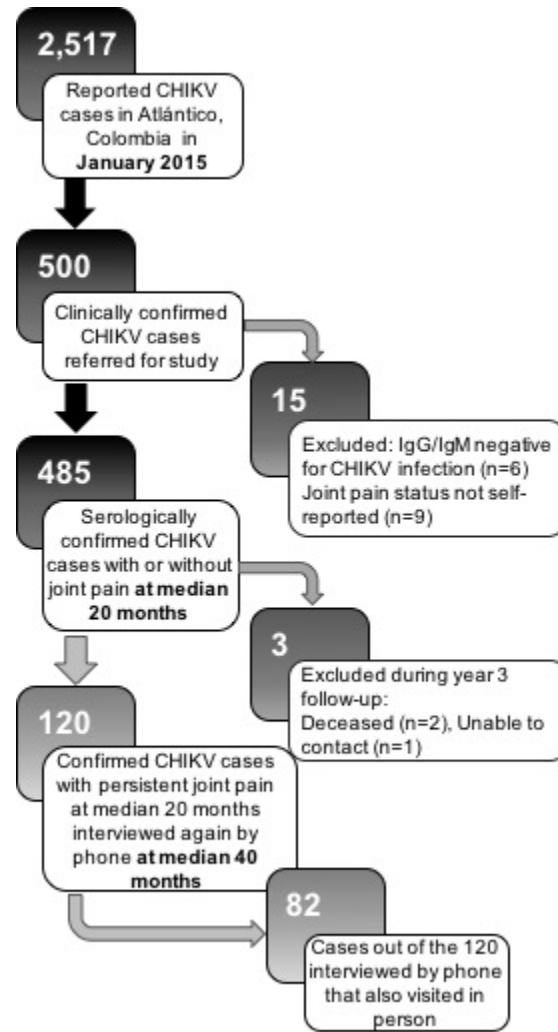 2,517
Reported CHIKV
cases in Atlántico,
Colombia in
January 2015
500
Clinically confirmed
CHIKV cases
referred for study
15
Excluded: IgG/IgM negative
for CHIKV infection (n=6)
Joint pain status not self-
reported (n=9)
485
Serologically
confirmed CHIKV
cases with or without
joint pain at median
20 months
3
Excluded during year 3
follow-up:
Deceased (n=2), Unable to
contact (n=1)
120
Confirmed CHIKV cases
with persistent joint pain
at median 20 months
interviewed again by
phone at median 40
months
82
Cases out of the 120
interviewed by phone
that also visited in
person